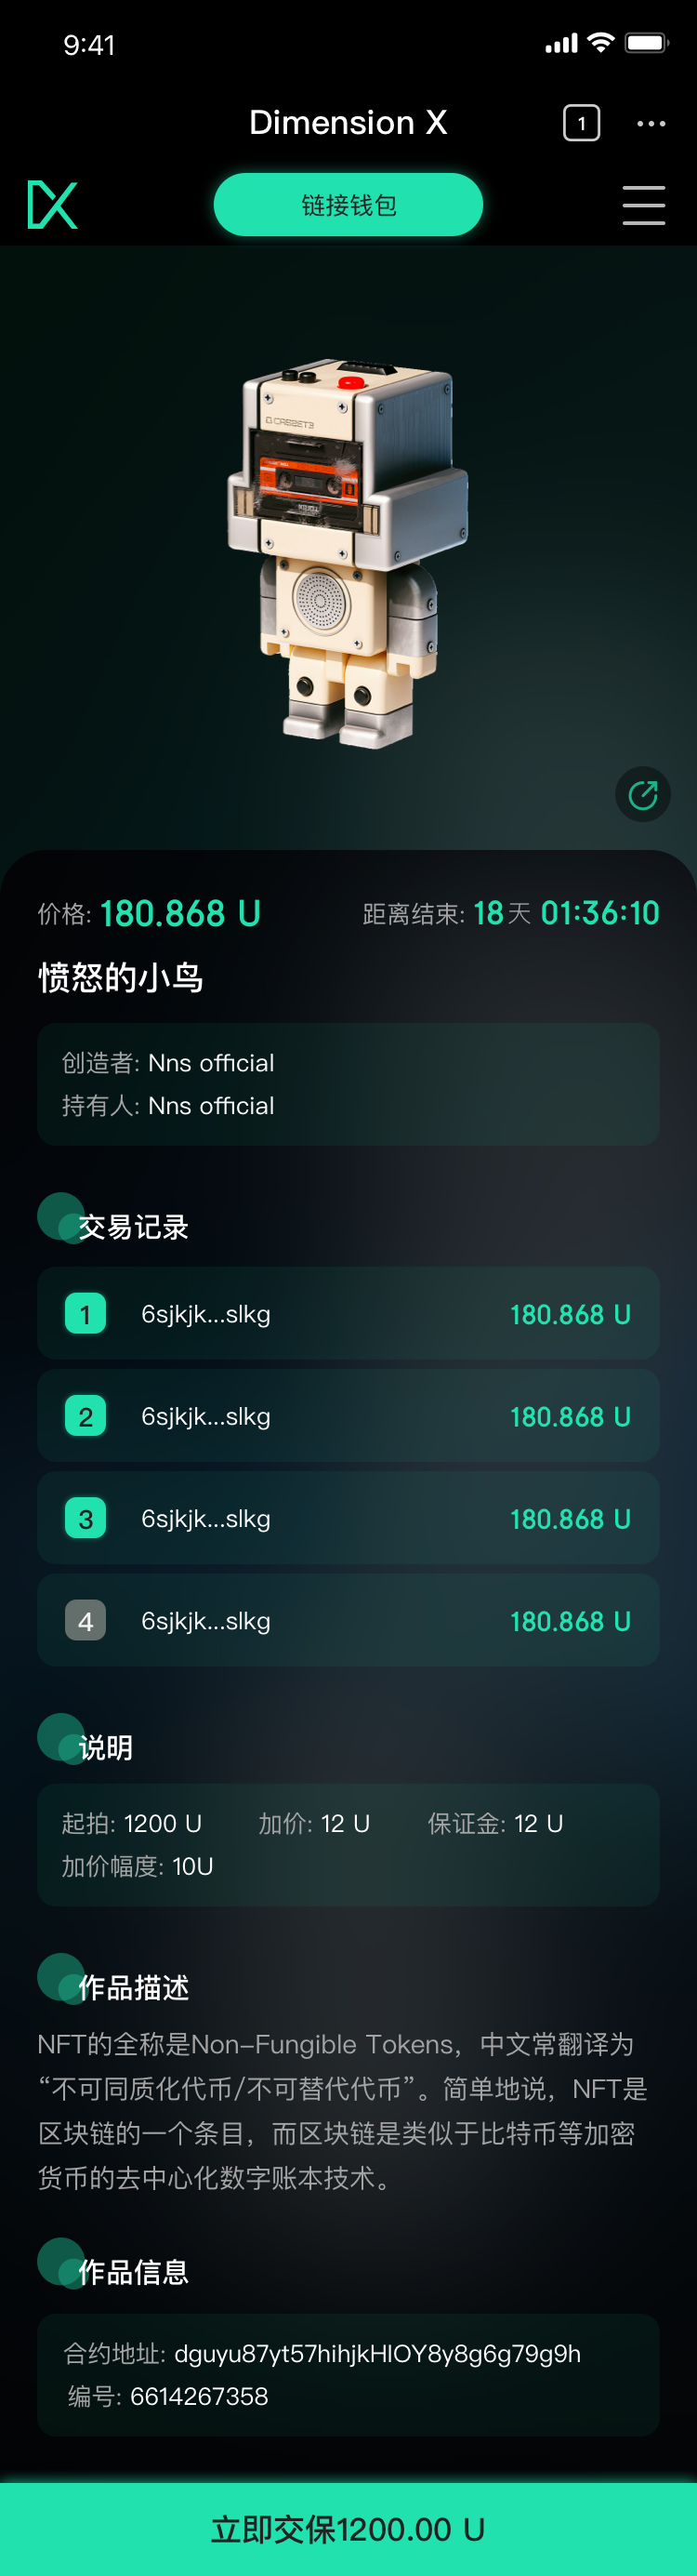 9:41
Dimension X
1
链接钱包
价格: 180.868 U
距离结束: 18天 01:36:10
愤怒的小鸟
创造者: Nns official
持有人: Nns official
交易记录
1 6sjkjk...slkg 180.868 U
2 6sjkjk...slkg 180.868 U
3 6sjkjk...slkg 180.868 U
4 6sjkjk...slkg 180.868 U
说明
起拍: 1200 U 加价: 12 U 保证金: 12 U
加价幅度: 10U
作品描述
NFT的全称是Non-Fungible Tokens，中文常翻译为
“不可同质化代币/不可替代代币”。简单地说，NFT是
区块链的一个条目，而区块链是类似于比特币等加密
货币的去中心化数字账本技术。
作品信息
合约地址: dguyu87yt57hihjkHIOY8y8g6g79g9h
编号: 6614267358
立即交保1200.00 U